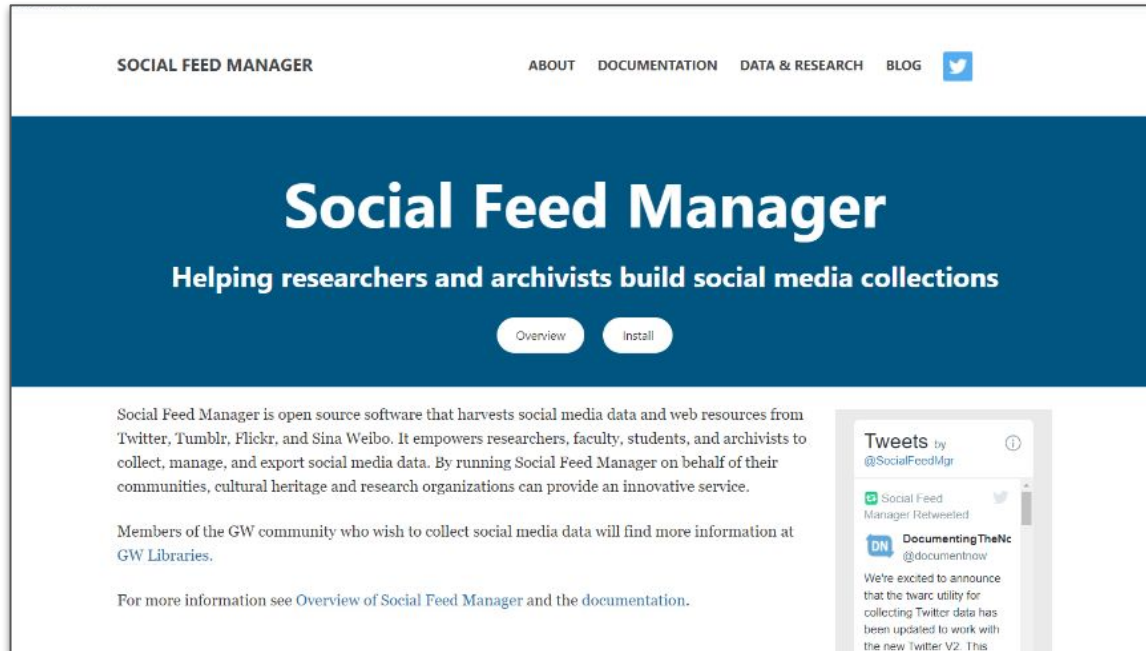 SOCIAL FEED MANAGER
ABOUT DOCUMENTATION DATA & RESEARCH BLOG
Social Feed Manager
Helping researchers and archivists build social media collections
Overview Install
Social Feed Manager is open source software that harvests social media data and web resources from
Twitter, Tumblr, Flickr, and Sina Weibo. It empowers researchers, faculty, students, and archivists to
collect, manage, and export social media data. By running Social Feed Manager on behalf of their
communities, cultural heritage and research organizations can provide an innovative service.
Members of the GW community who wish to collect social media data will find more information at
GW Libraries.
For more information see Overview of Social Feed Manager and the documentation.
Tweets by
@SocialFeedMgr
Social Feed
Manager Retweeted
DN
DocumentingTheNc
@documentnow
We're excited to announce
that the twarc utility for
collecting Twitter data has
been updated to work with
the new Twitter V2. This